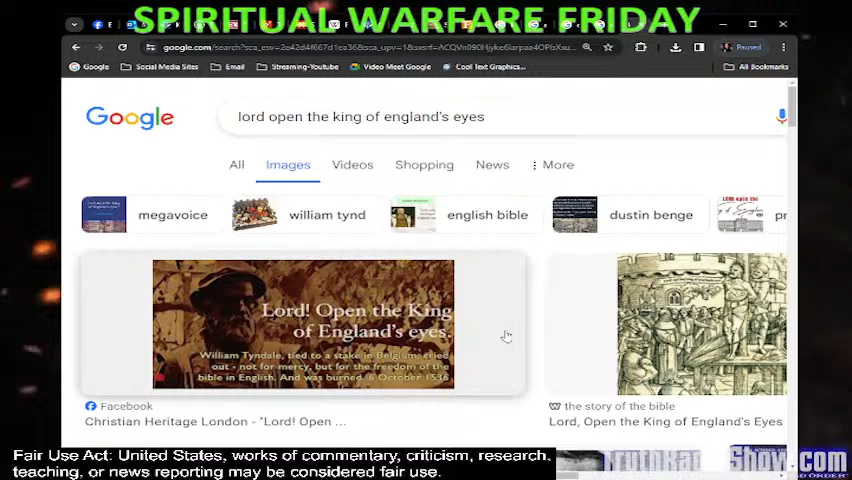 SPIRITUAL WARFARE FRIDAY
Paused
Google
Social Media Sites
Email
Streaming-Youtube
Video Meet Google
Cool Text Graphics...
All Bookmarks
Google
lord open the king of england's eyes
All
Images
Videos
Shopping
News
More
megavoice
william tynd
english bible
dustin benge
Lord! Open the King
of England's eyes.
William Tyndale, tied to a stake in Belgium, cried
out - not for mercy, but for the freedom of the
bible in English. And was burned. 6 October 1536
Facebook
Christian Heritage London - "Lord! Open ...
the story of the bible
Lord, Open the King of England's Eyes
Fair Use Act: United States, works of commentary, criticism, research,
teaching, or news reporting may be considered fair use.
Show.com